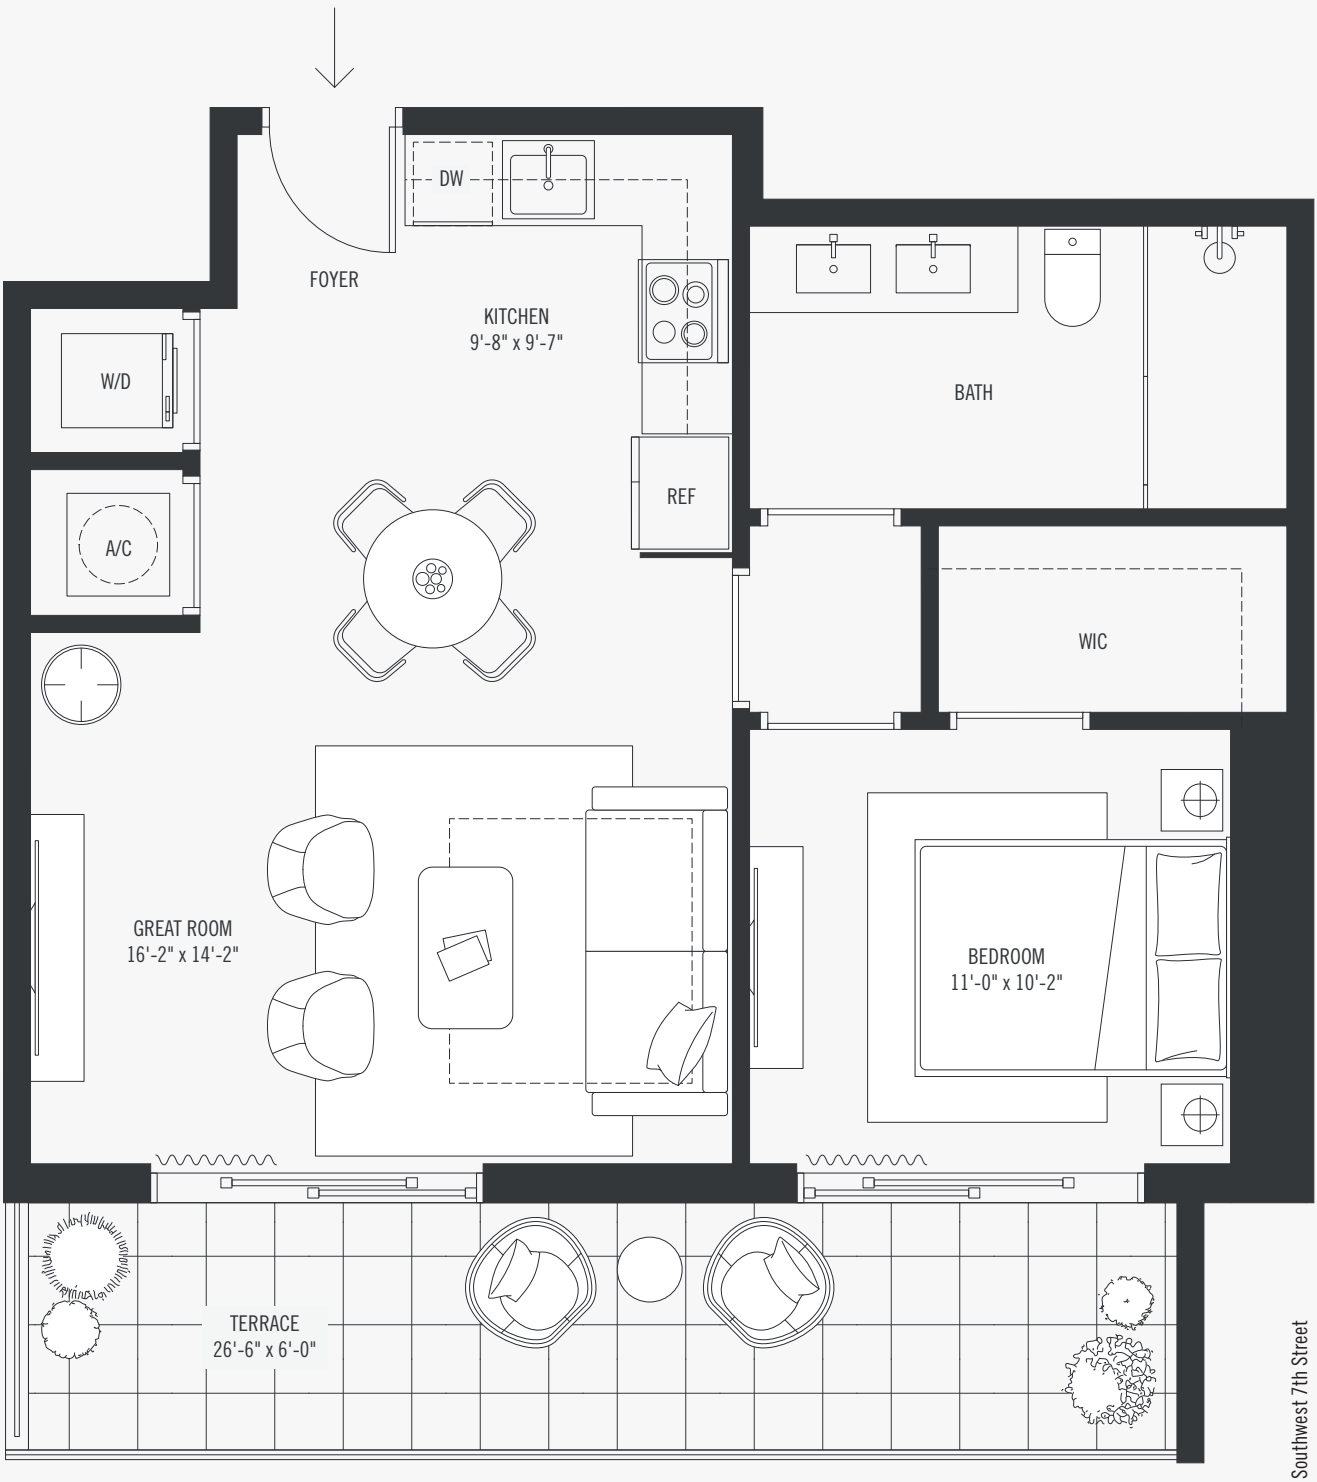 DW
FOYER
KITCHEN
9'-8" x 9'-7"
W/D
BATH
REF
A/C
WIC
GREAT ROOM
16'-2" x 14'-2"
BEDROOM
11'-0" x 10'-2"
TERRACE
26'-6" x 6'-0"
Southwest 7th Street